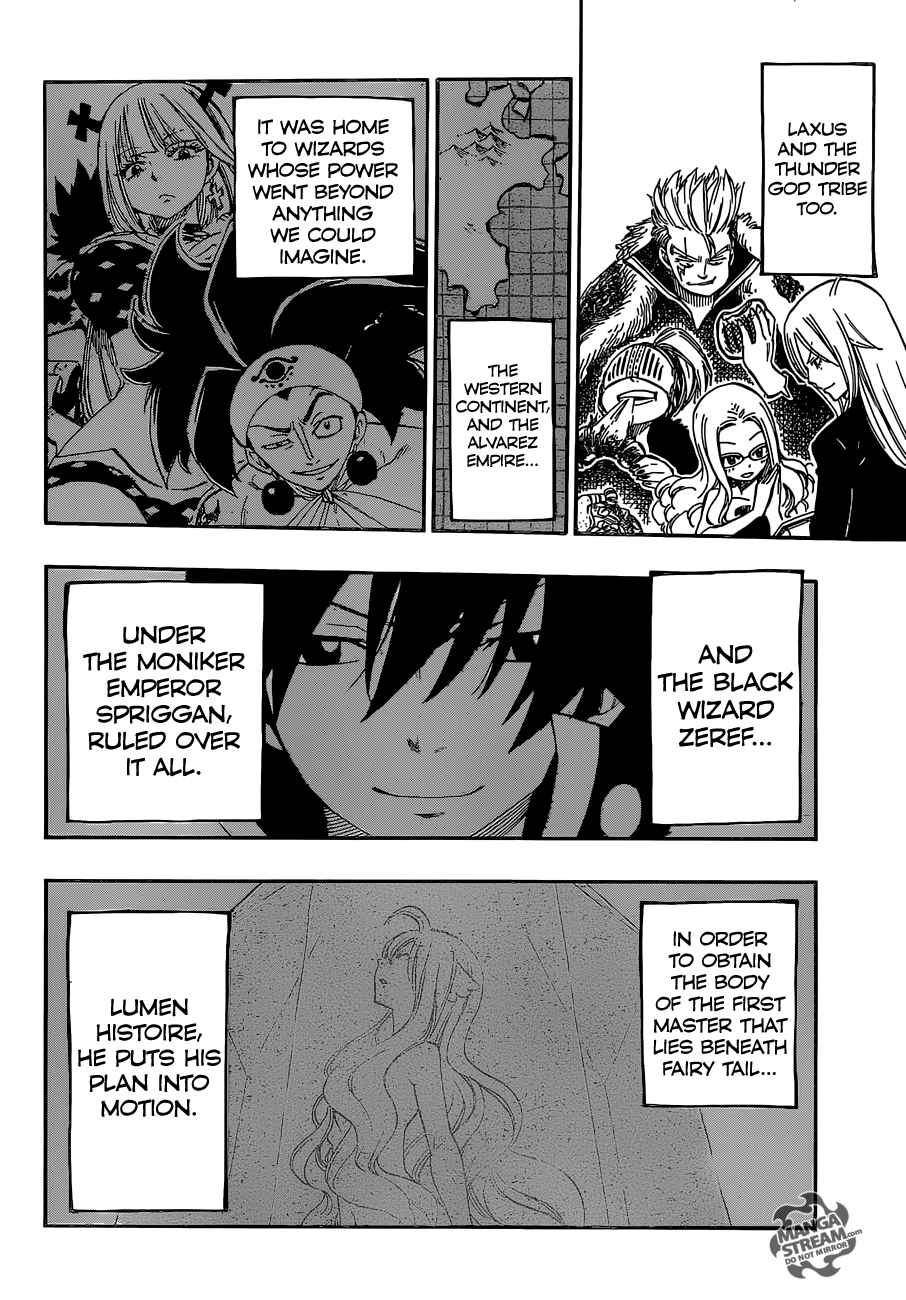 LAXUS
AND THE
THUNDER
GOD TRIBE
TOO.
THE
WESTERN
CONTINENT,
AND THE
ALVAREZ
EMPIRE...
IT WAS HOME
TO WIZARDS
WHOSE POWER
WENT BEYOND
ANYTHING
WE COULD
IMAGINE.
AND
THE BLACK
WIZARD
ZEREF...
UNDER
THE MONIKER
EMPEROR
SPRIGGAN,
RULED OVER
IT ALL.
IN ORDER
TO OBTAIN
THE BODY
OF THE FIRST
MASTER THAT
LIES BENEATH
FAIRY TAIL...
LUMEN
HISTOIRE,
HE PUTS HIS
PLAN INTO
MOTION.
MANGA
STREAM.com
DO NOT MIRROR